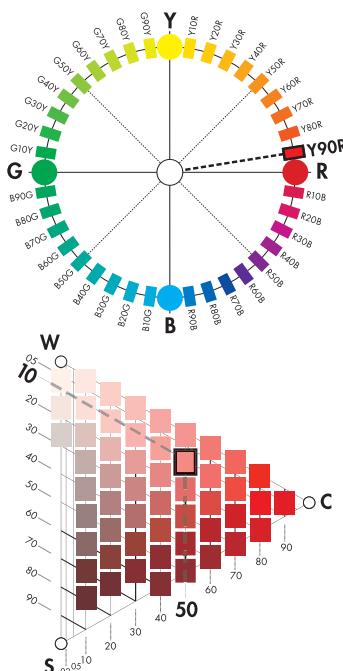 Y
G90Y
Y10R
G80Y
Y20R
G70Y
Y30R
G60Y
Y40R
G50Y
Y50R
G40Y
Y60R
G30Y
Y70R
G20Y
Y80R
G10Y
Y90R
G
R
B90G
R10B
B80G
R20B
B70G
R30B
B60G
R40B
B50G
R50B
B40G
R60B
B30G
R70B
B20G
R80B
B10G
R90B
B
W
05
10
20
30
40
50
60
70
80
90
C
S
05
10
20
30
40
50
60
70
80
90